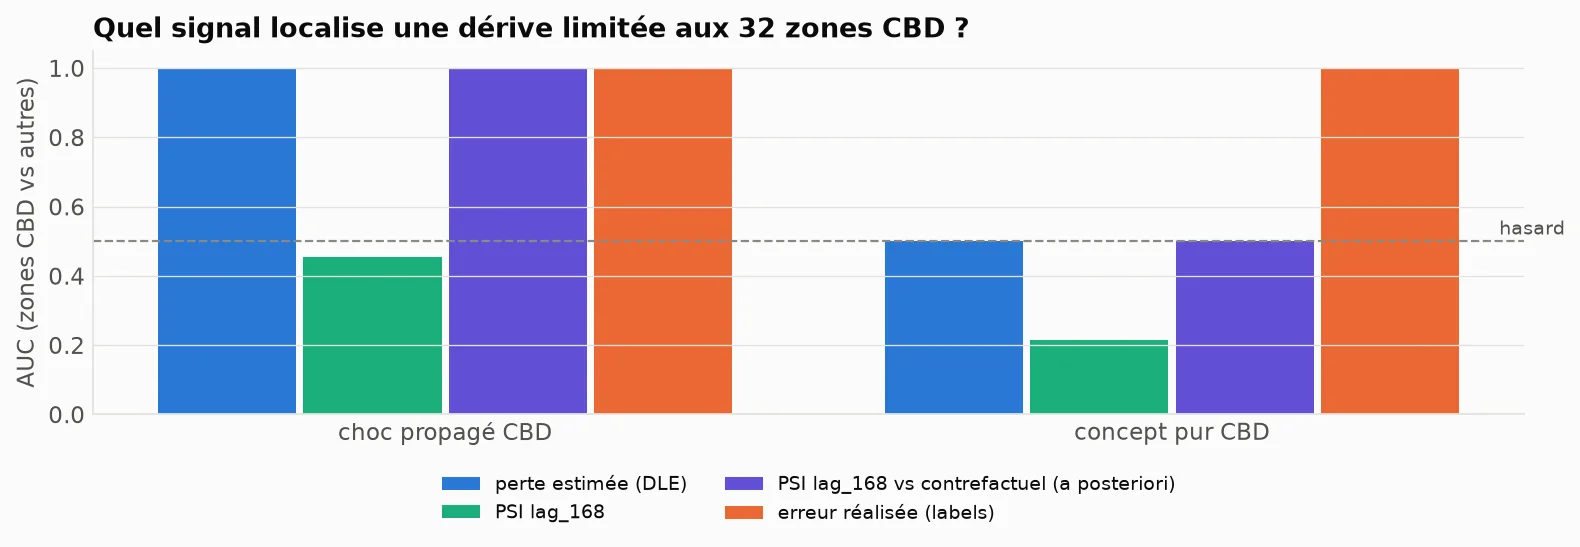 Quel signal localise une dérive limitée aux 32 zones CBD ?
AUC (zones CBD vs autres)
1.0
0.8
0.6
0.4
0.2
0.0
hasard
choc propagé CBD
concept pur CBD
perte estimée (DLE)
PSI lag_168
PSI lag_168 vs contrefactuel (a posteriori)
erreur réalisée (labels)